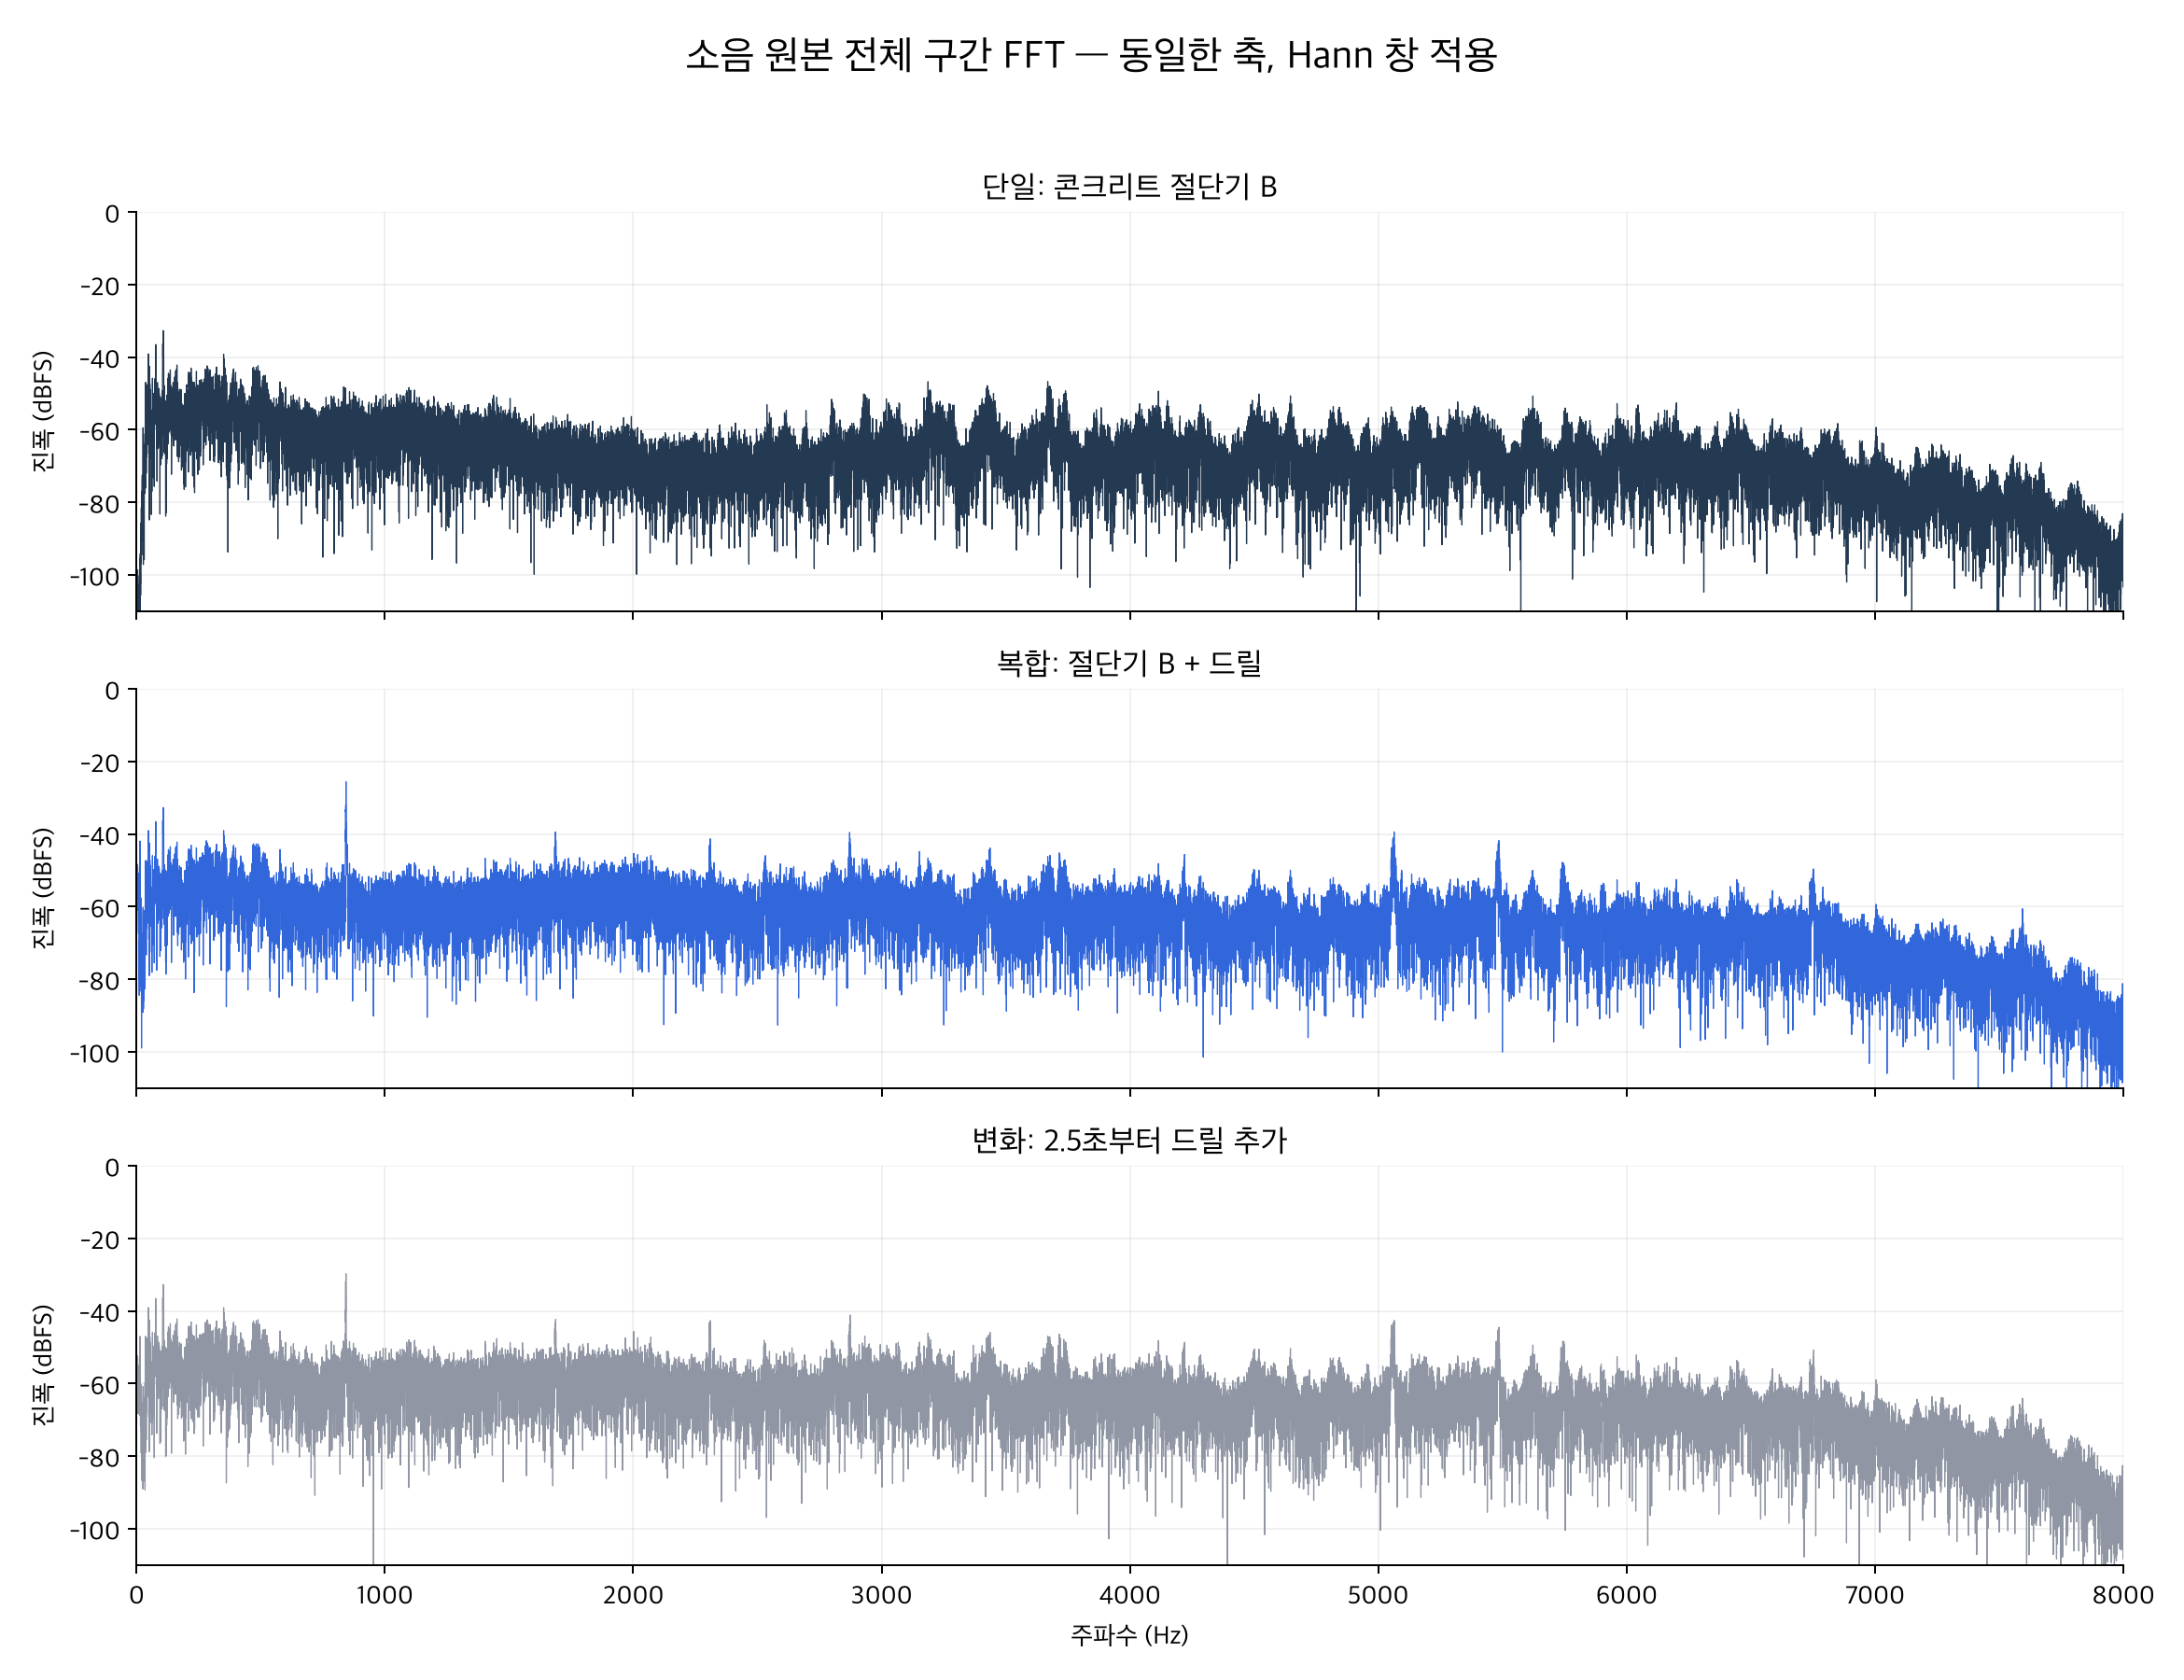 소음 원본 전체 구간 FFT — 동일한 축, Hann 창 적용
단일: 콘크리트 절단기 B
0
-20
-40
-60
-80
-100
진폭 (dBFS)
복합: 절단기 B + 드릴
0
-20
-40
-60
-80
-100
진폭 (dBFS)
변화: 2.5초부터 드릴 추가
0
-20
-40
-60
-80
-100
진폭 (dBFS)
0 1000 2000 3000 4000 5000 6000 7000 8000
주파수 (Hz)